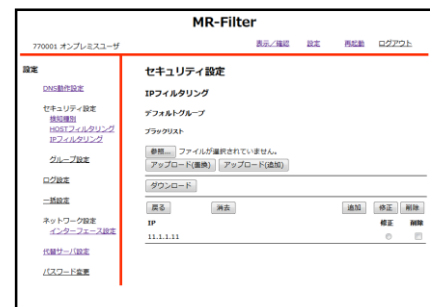 MR-Filter
770001 オンプレミスユーザ
表示／確認 設定 再起動 ログアウト
設定
DNS動作設定
セキュリティ設定
検知種別
HOSTフィルタリング
IPフィルタリング
グループ設定
ログ設定
一括設定
ネットワーク設定
インターフェース設定
代替サーバ設定
パスワード変更
セキュリティ設定
IPフィルタリング
デフォルトグループ
ブラックリスト
参照... ファイルが選択されていません。
アップロード(置換) アップロード(追加)
ダウンロード
戻る 消去 追加 修正 削除
IP 修正 削除
11.1.1.11